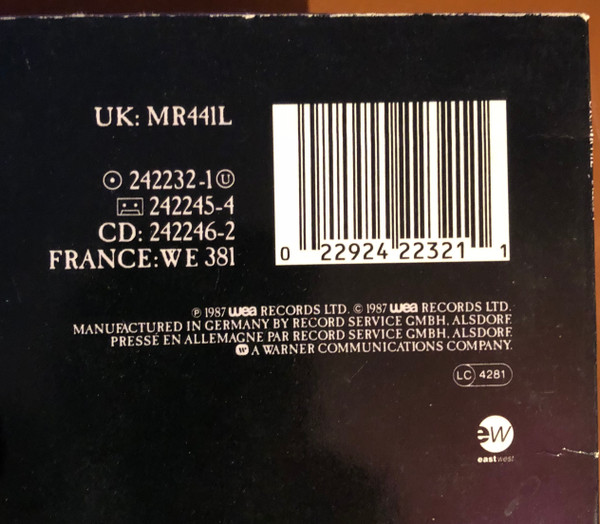 UK: MR441L
242232-1 U
242245-4
CD: 242246-2
FRANCE:WE 381
0 22924 22321 1
℗ 1987 wea RECORDS LTD. © 1987 wea RECORDS LTD.
MANUFACTURED IN GERMANY BY RECORD SERVICE GMBH, ALSDORF.
PRESSÉ EN ALLEMAGNE PAR RECORD SERVICE GMBH, ALSDORF.
W A WARNER COMMUNICATIONS COMPANY.
LC 4281
ew
eastwest